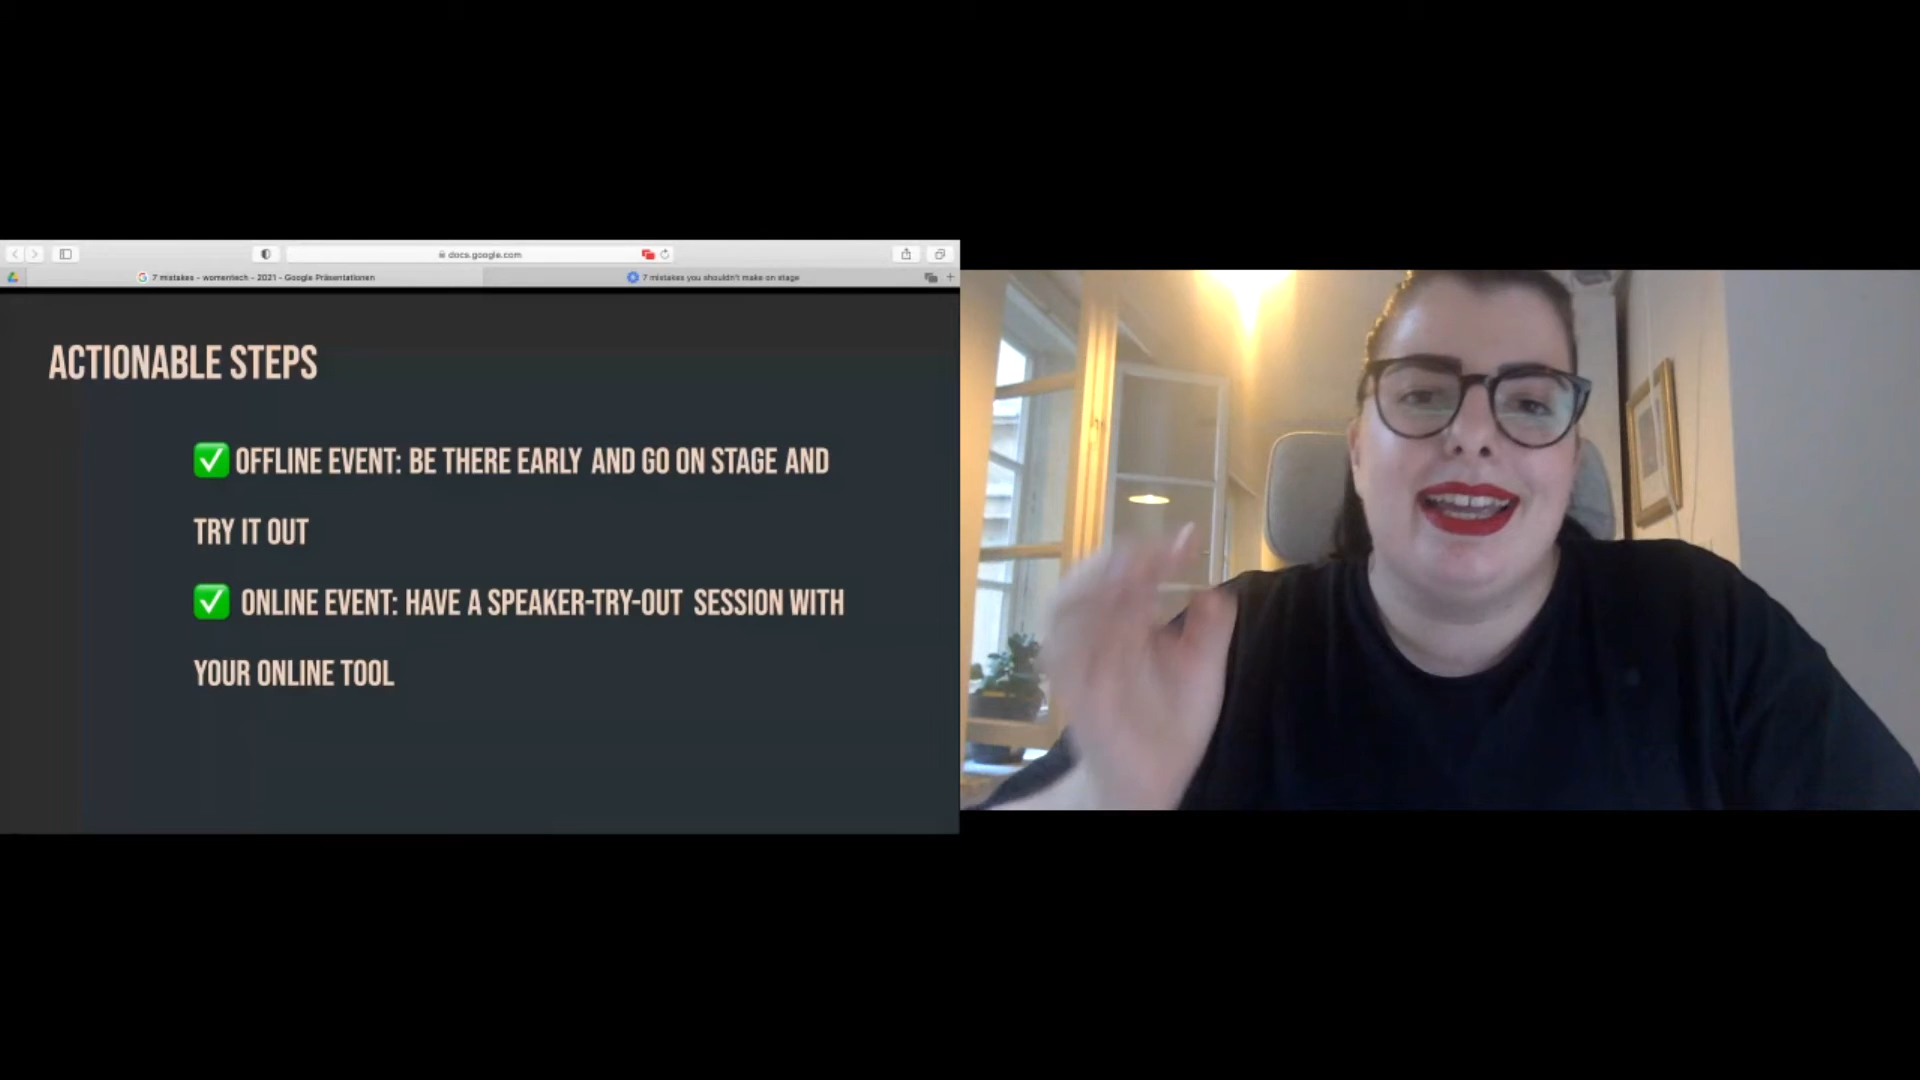 docs.google.com
7 mistakes - womentech - 2021 - Google Präsentationen
7 mistakes you shouldn't make on stage
ACTIONABLE STEPS
✅ OFFLINE EVENT: BE THERE EARLY AND GO ON STAGE AND
TRY IT OUT
✅ ONLINE EVENT: HAVE A SPEAKER-TRY-OUT SESSION WITH
YOUR ONLINE TOOL